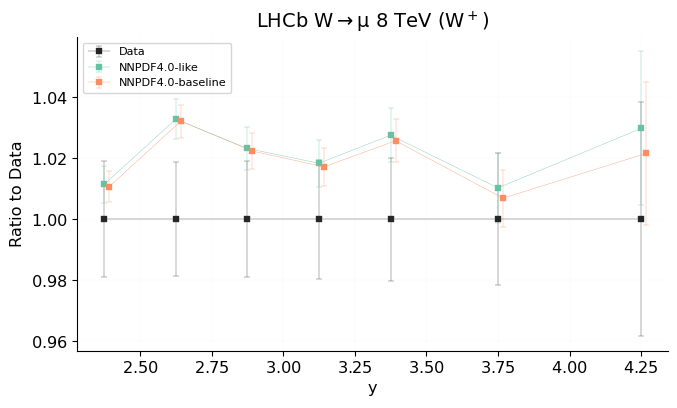 LHCb W→μ 8 TeV (W⁺)
Data
NNPDF4.0-like
NNPDF4.0-baseline
Ratio to Data
1.04
1.02
1.00
0.98
0.96
2.50 2.75 3.00 3.25 3.50 3.75 4.00 4.25
y